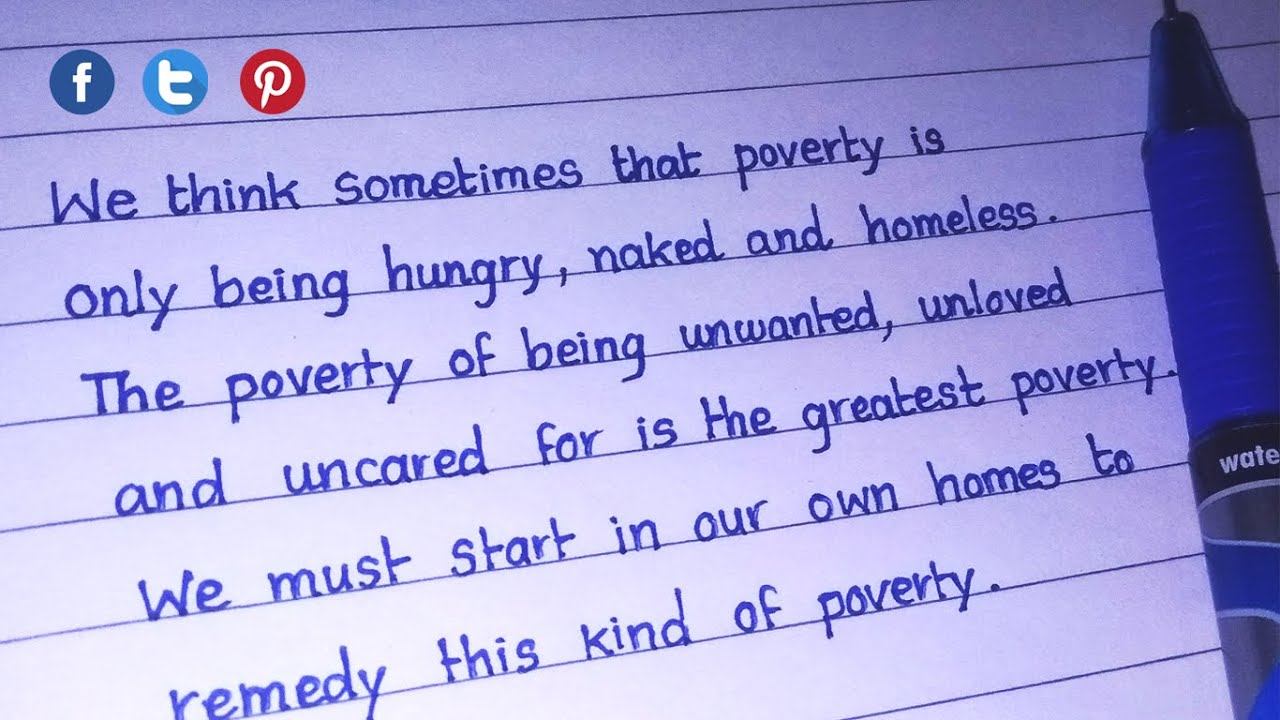 We think sometimes that poverty is
only being hungry, naked and homeless.
The poverty of being unwanted, unloved
and uncared for is the greatest poverty.
We must start in our own homes to
remedy this kind of poverty.
wate